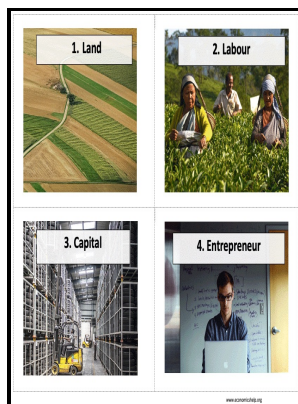 1. Land
2. Labour
3. Capital
4. Entrepreneur
www.economicshelp.org